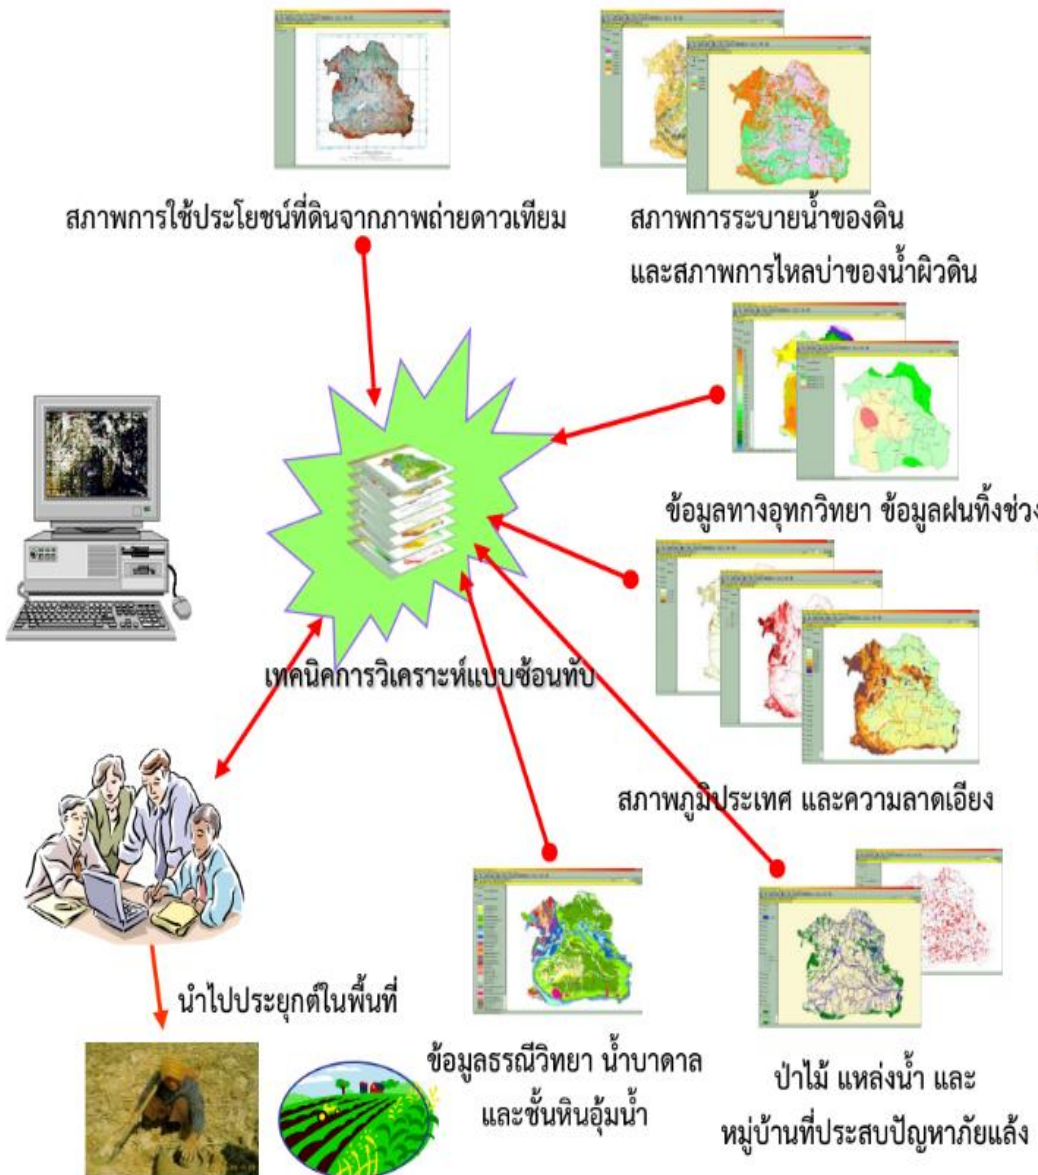 สภาพการใช้ประโยชน์ที่ดินจากภาพถ่ายดาวเทียม
สภาพการระบายน้ำของดิน
และสภาพการไหลบ่าของน้ำผิวดิน
ข้อมูลทางอุทกวิทยา ข้อมูลฝนทิ้งช่วง
เทคนิคการวิเคราะห์แบบซ้อนทับ
สภาพภูมิประเทศ และความลาดเอียง
นำไปประยุกต์ในพื้นที่
ข้อมูลธรณีวิทยา น้ำบาดาล
และชั้นหินอุ้มน้ำ
ป่าไม้ แหล่งน้ำ และ
หมู่บ้านที่ประสบปัญหาภัยแล้ง